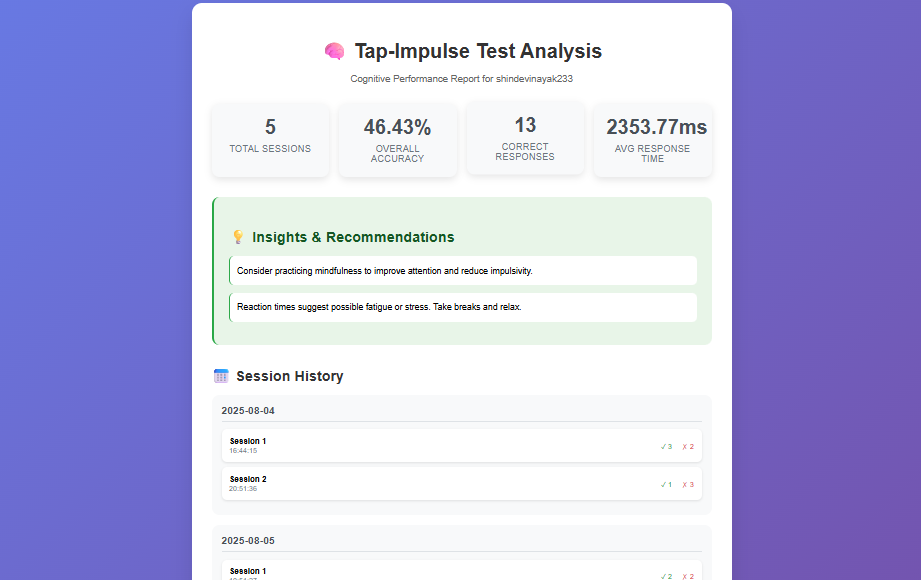 Tap-Impulse Test Analysis
Cognitive Performance Report for shindevinayak233
5
TOTAL SESSIONS
46.43%
OVERALL
ACCURACY
13
CORRECT
RESPONSES
2353.77ms
AVG RESPONSE
TIME
Insights & Recommendations
Consider practicing mindfulness to improve attention and reduce impulsivity.
Reaction times suggest possible fatigue or stress. Take breaks and relax.
Session History
2025-08-04
Session 1
16:44:15
✓ 3 ✗ 2
Session 2
20:51:36
✓ 1 ✗ 3
2025-08-05
Session 1
✓ 2 ✗ 2